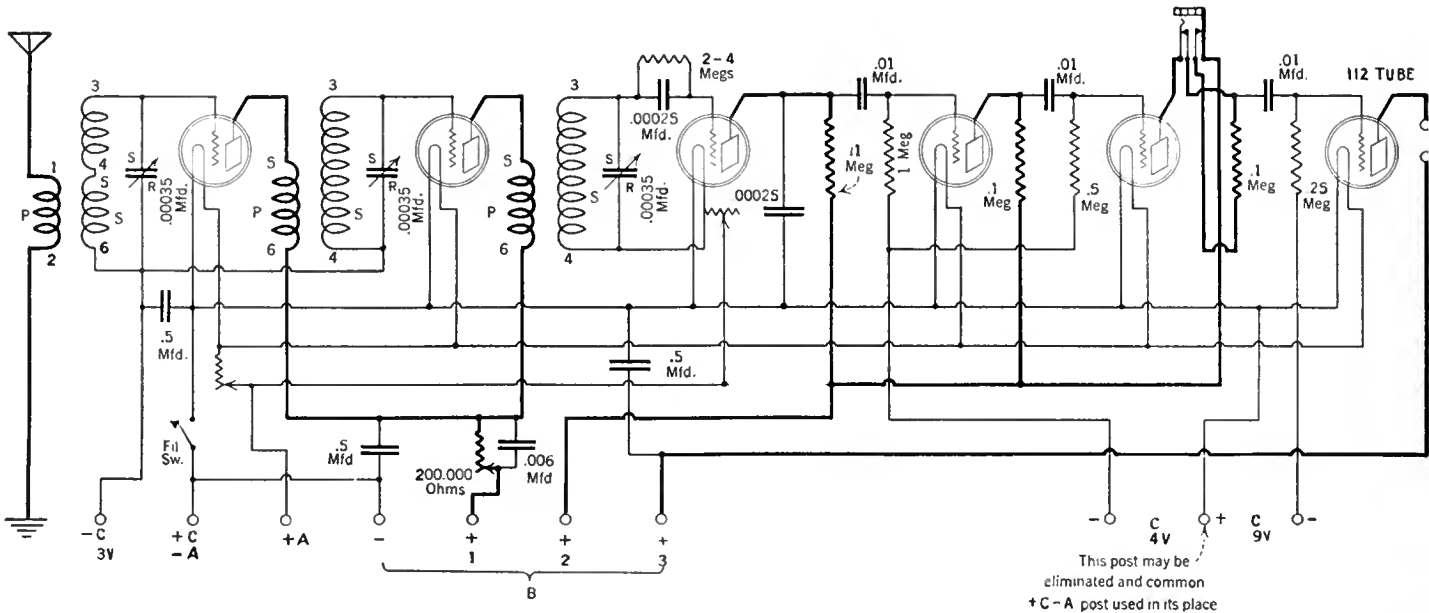 2-4
Megs
.01
Mfd.
.01
Mfd.
.01
Mfd.
112 TUBE
3
3
3
.00025
Mfd.
1
P
2
4
S
S
6
S
R
.00035
Mfd.
S
P
6
S
4
S
R
.00035
Mfd.
S
P
6
S
4
S
R
.00035
Mfd.
.00025
.1
Meg
1 Meg
.1
Meg
.5
Meg
.1
Meg
.25
Meg
.5
Mfd.
.5
Mfd.
Fil
Sw.
.5
Mfd
200.000
Ohms
.006
Mfd
-C
3V
+C
-A
+A
-
+
1
+
2
+
3
B
-
C
4V
+
C
9V
-
This post may be
eliminated and common
+C-A post used in its place